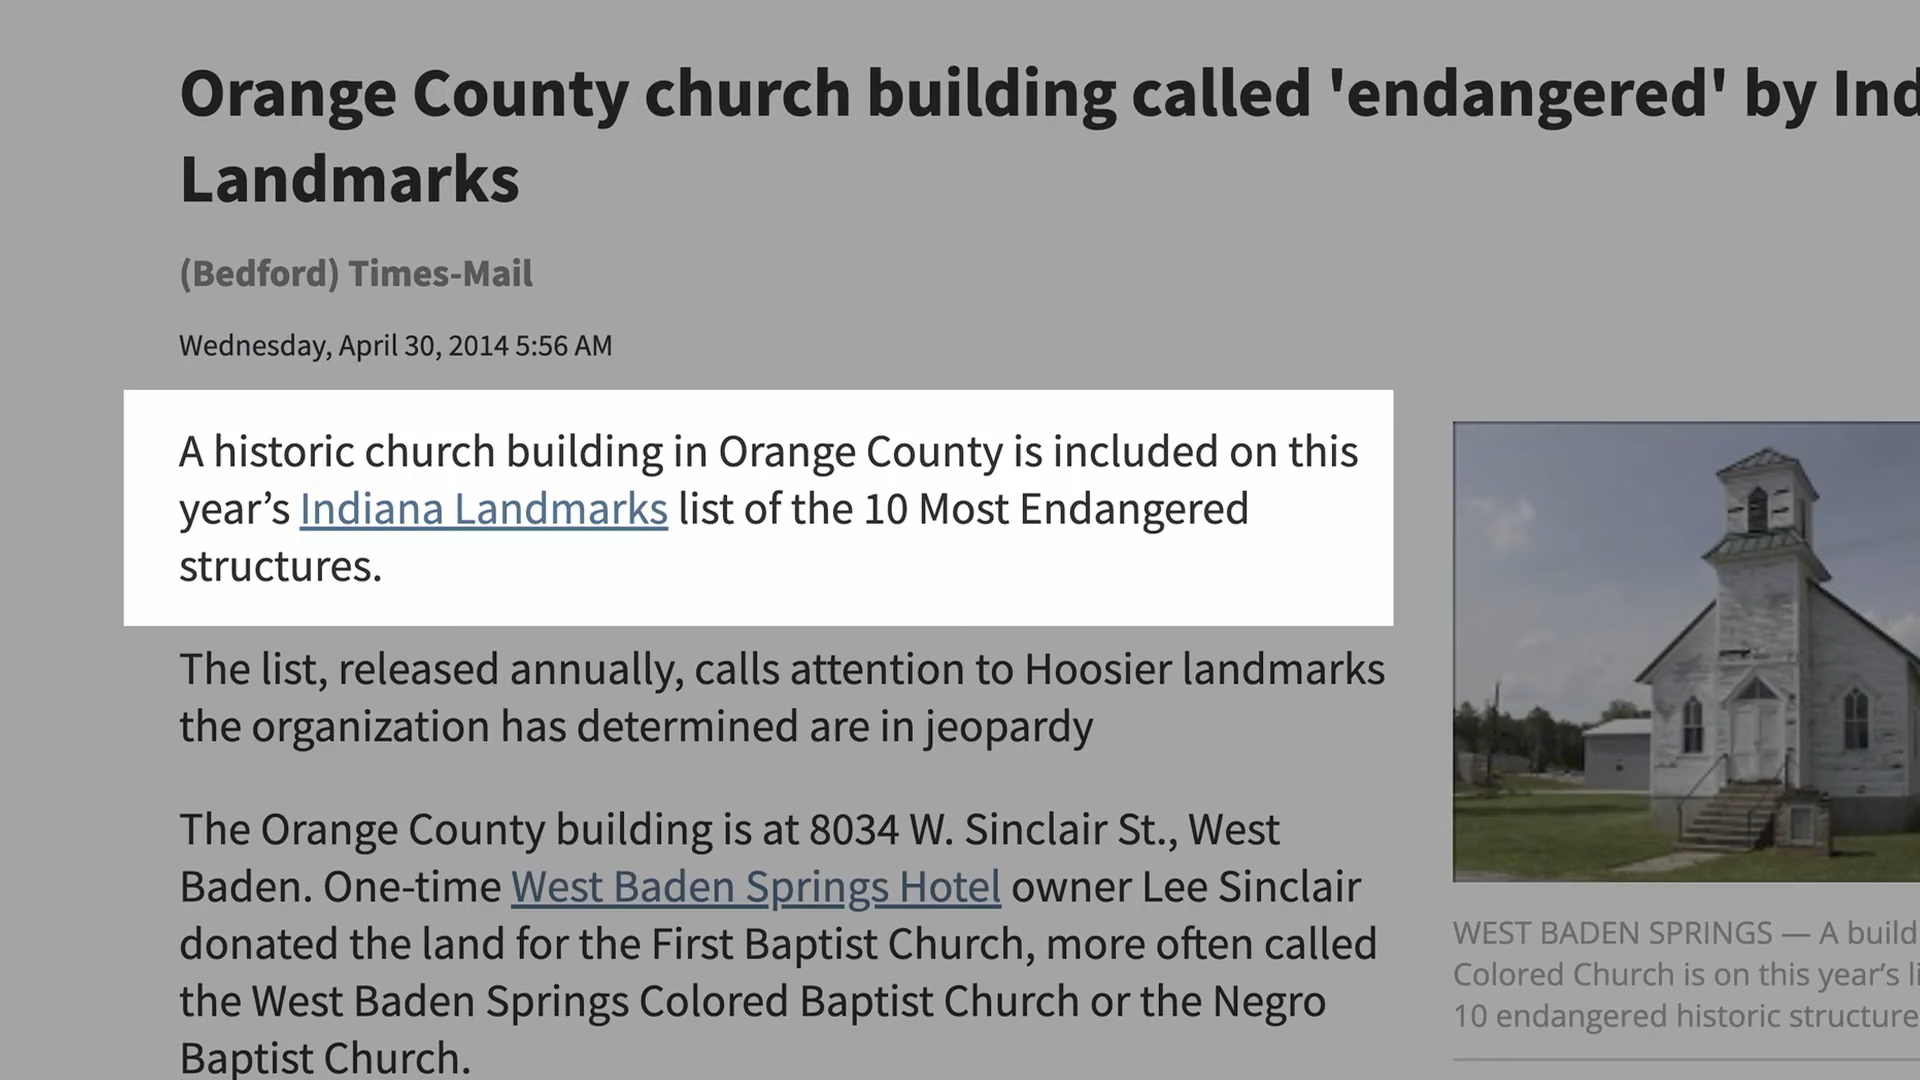 Orange County church building called 'endangered' by Ind
Landmarks
(Bedford) Times-Mail
Wednesday, April 30, 2014 5:56 AM
A historic church building in Orange County is included on this
year’s Indiana Landmarks list of the 10 Most Endangered
structures.
The list, released annually, calls attention to Hoosier landmarks
the organization has determined are in jeopardy
The Orange County building is at 8034 W. Sinclair St., West
Baden. One-time West Baden Springs Hotel owner Lee Sinclair
donated the land for the First Baptist Church, more often called
the West Baden Springs Colored Baptist Church or the Negro
Baptist Church.
WEST BADEN SPRINGS — A build
Colored Church is on this year’s li
10 endangered historic structure